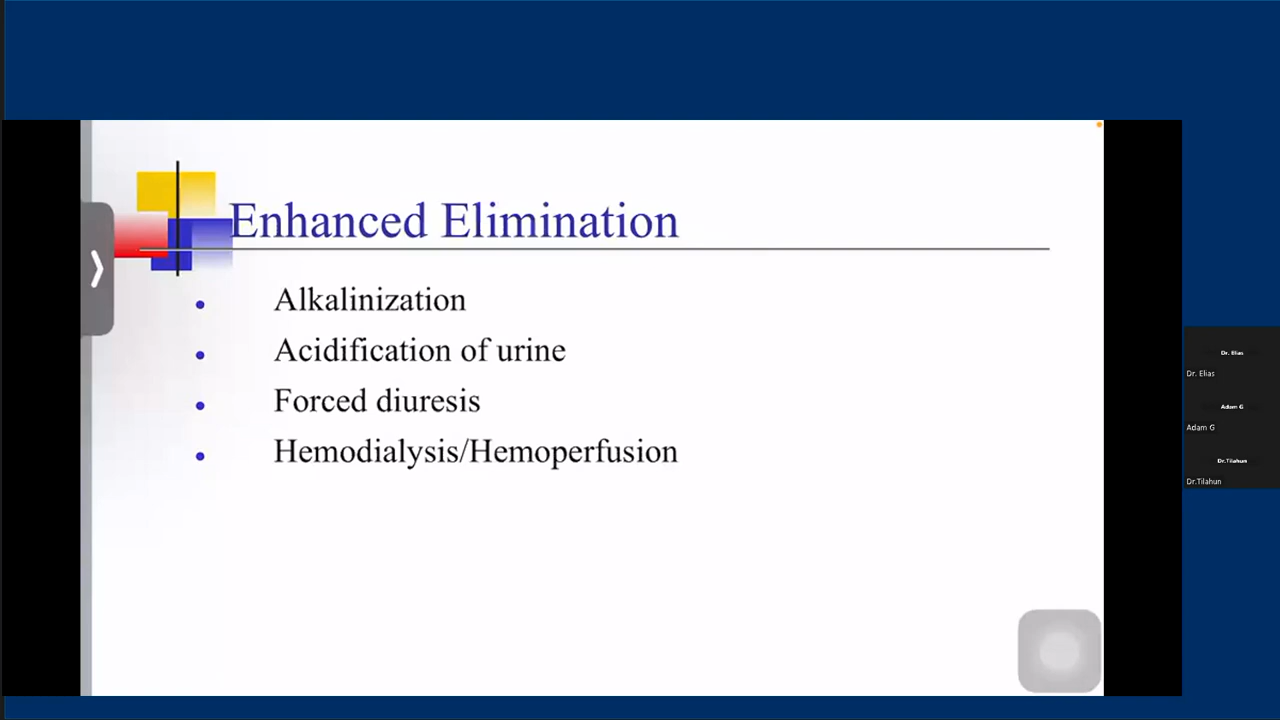 Enhanced Elimination
• Alkalinization
• Acidification of urine
• Forced diuresis
• Hemodialysis/Hemoperfusion
Dr. Elias
Dr. Elias
Adam G
Adam G
Dr.Tilahun
Dr.Tilahun